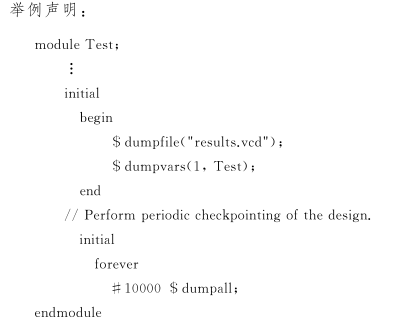 举例声明：
module Test;
⋮
initial
begin
$dumpfile("results.vcd");
$dumpvars(1, Test);
end
// Perform periodic checkpointing of the design.
initial
forever
#10000 $dumpall;
endmodule